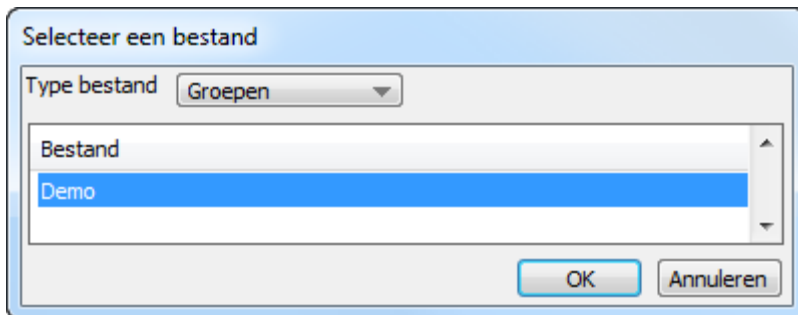 Selecteer een bestand
Type bestand Groepen
Bestand
Demo
OK Annuleren